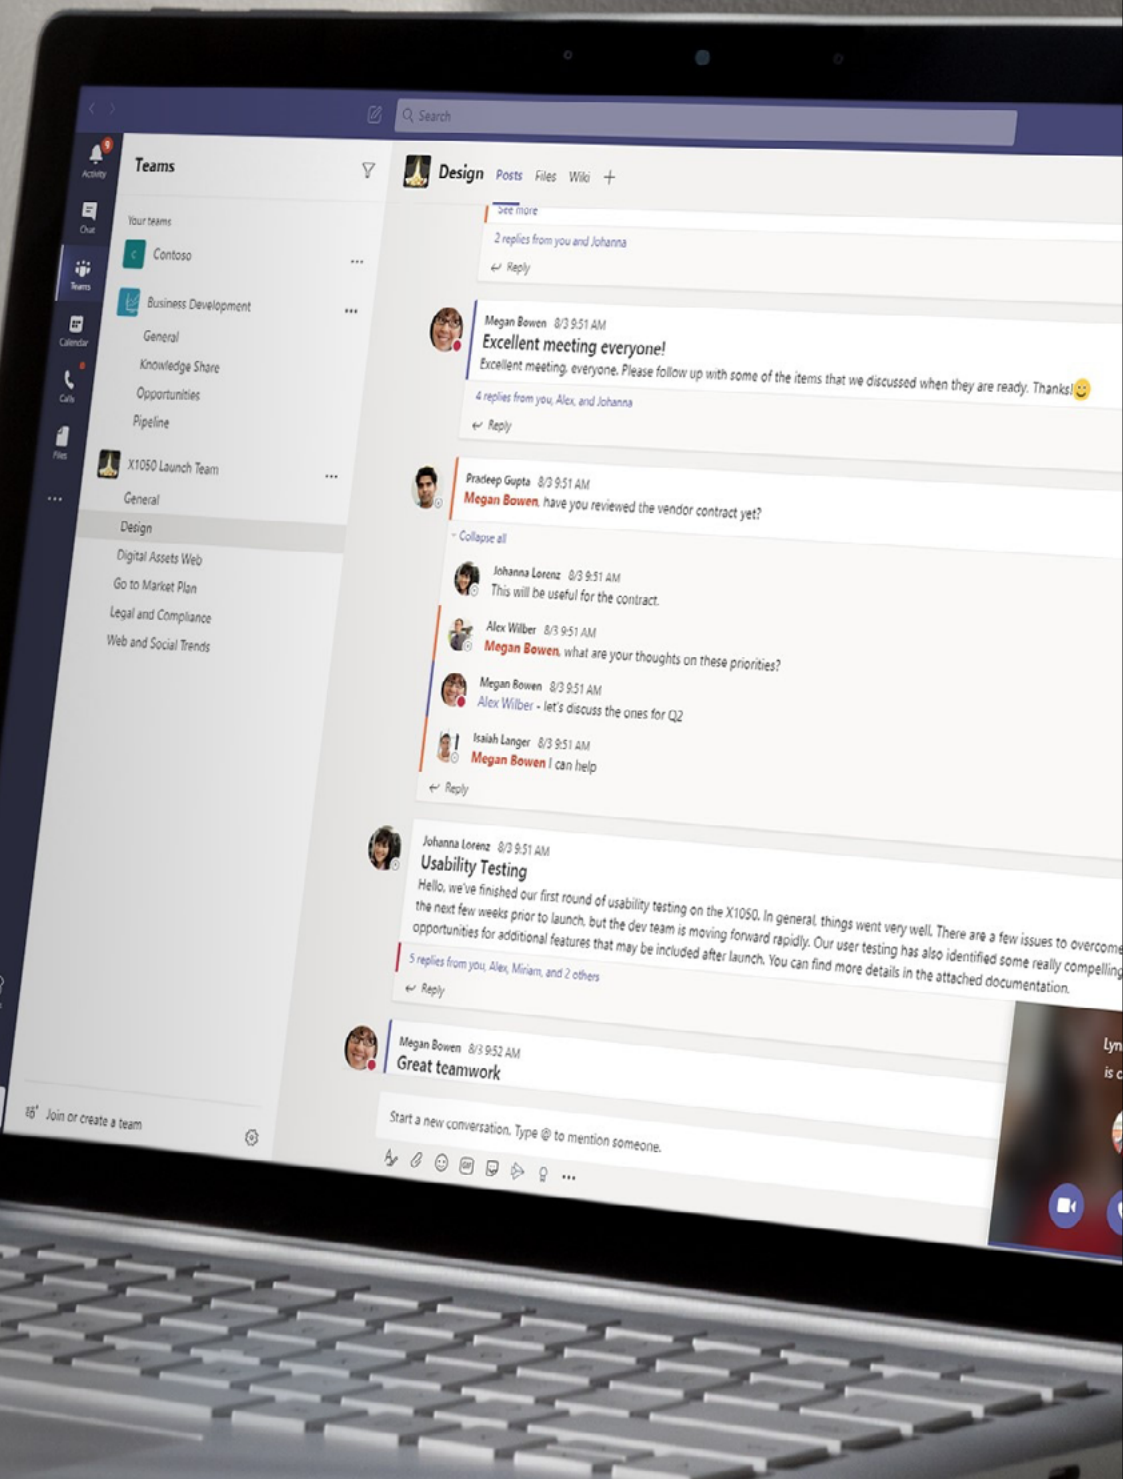 Search
9
Activity
Chat
Teams
Calendar
Calls
Files
Teams
Your teams
C
Contoso
Business Development
General
Knowledge Share
Opportunities
Pipeline
X1050 Launch Team
General
Design
Digital Assets Web
Go to Market Plan
Legal and Compliance
Web and Social Trends
Join or create a team
Design Posts Files Wiki
See more
2 replies from you and Johanna
Reply
Megan Bowen 8/3 9:51 AM
Excellent meeting everyone!
Excellent meeting, everyone. Please follow up with some of the items that we discussed when they are ready. Thanks!🙂
4 replies from you, Alex, and Johanna
Reply
Pradeep Gupta 8/3 9:51 AM
Megan Bowen, have you reviewed the vendor contract yet?
Collapse all
Johanna Lorenz 8/3 9:51 AM
This will be useful for the contract.
Alex Wilber 8/3 9:51 AM
Megan Bowen, what are your thoughts on these priorities?
Megan Bowen 8/3 9:51 AM
Alex Wilber - let's discuss the ones for Q2
Isaiah Langer 8/3 9:51 AM
Megan Bowen I can help
Reply
Johanna Lorenz 8/3 9:51 AM
Usability Testing
Hello, we've finished our first round of usability testing on the X1050. In general, things went very well. There are a few issues to overcome
the next few weeks prior to launch, but the dev team is moving forward rapidly. Our user testing has also identified some really compelling
opportunities for additional features that may be included after launch. You can find more details in the attached documentation.
5 replies from you, Alex, Miriam, and 2 others
Reply
Megan Bowen 8/3 9:52 AM
Great teamwork
Start a new conversation. Type @ to mention someone.
GIF
Lyn
is c